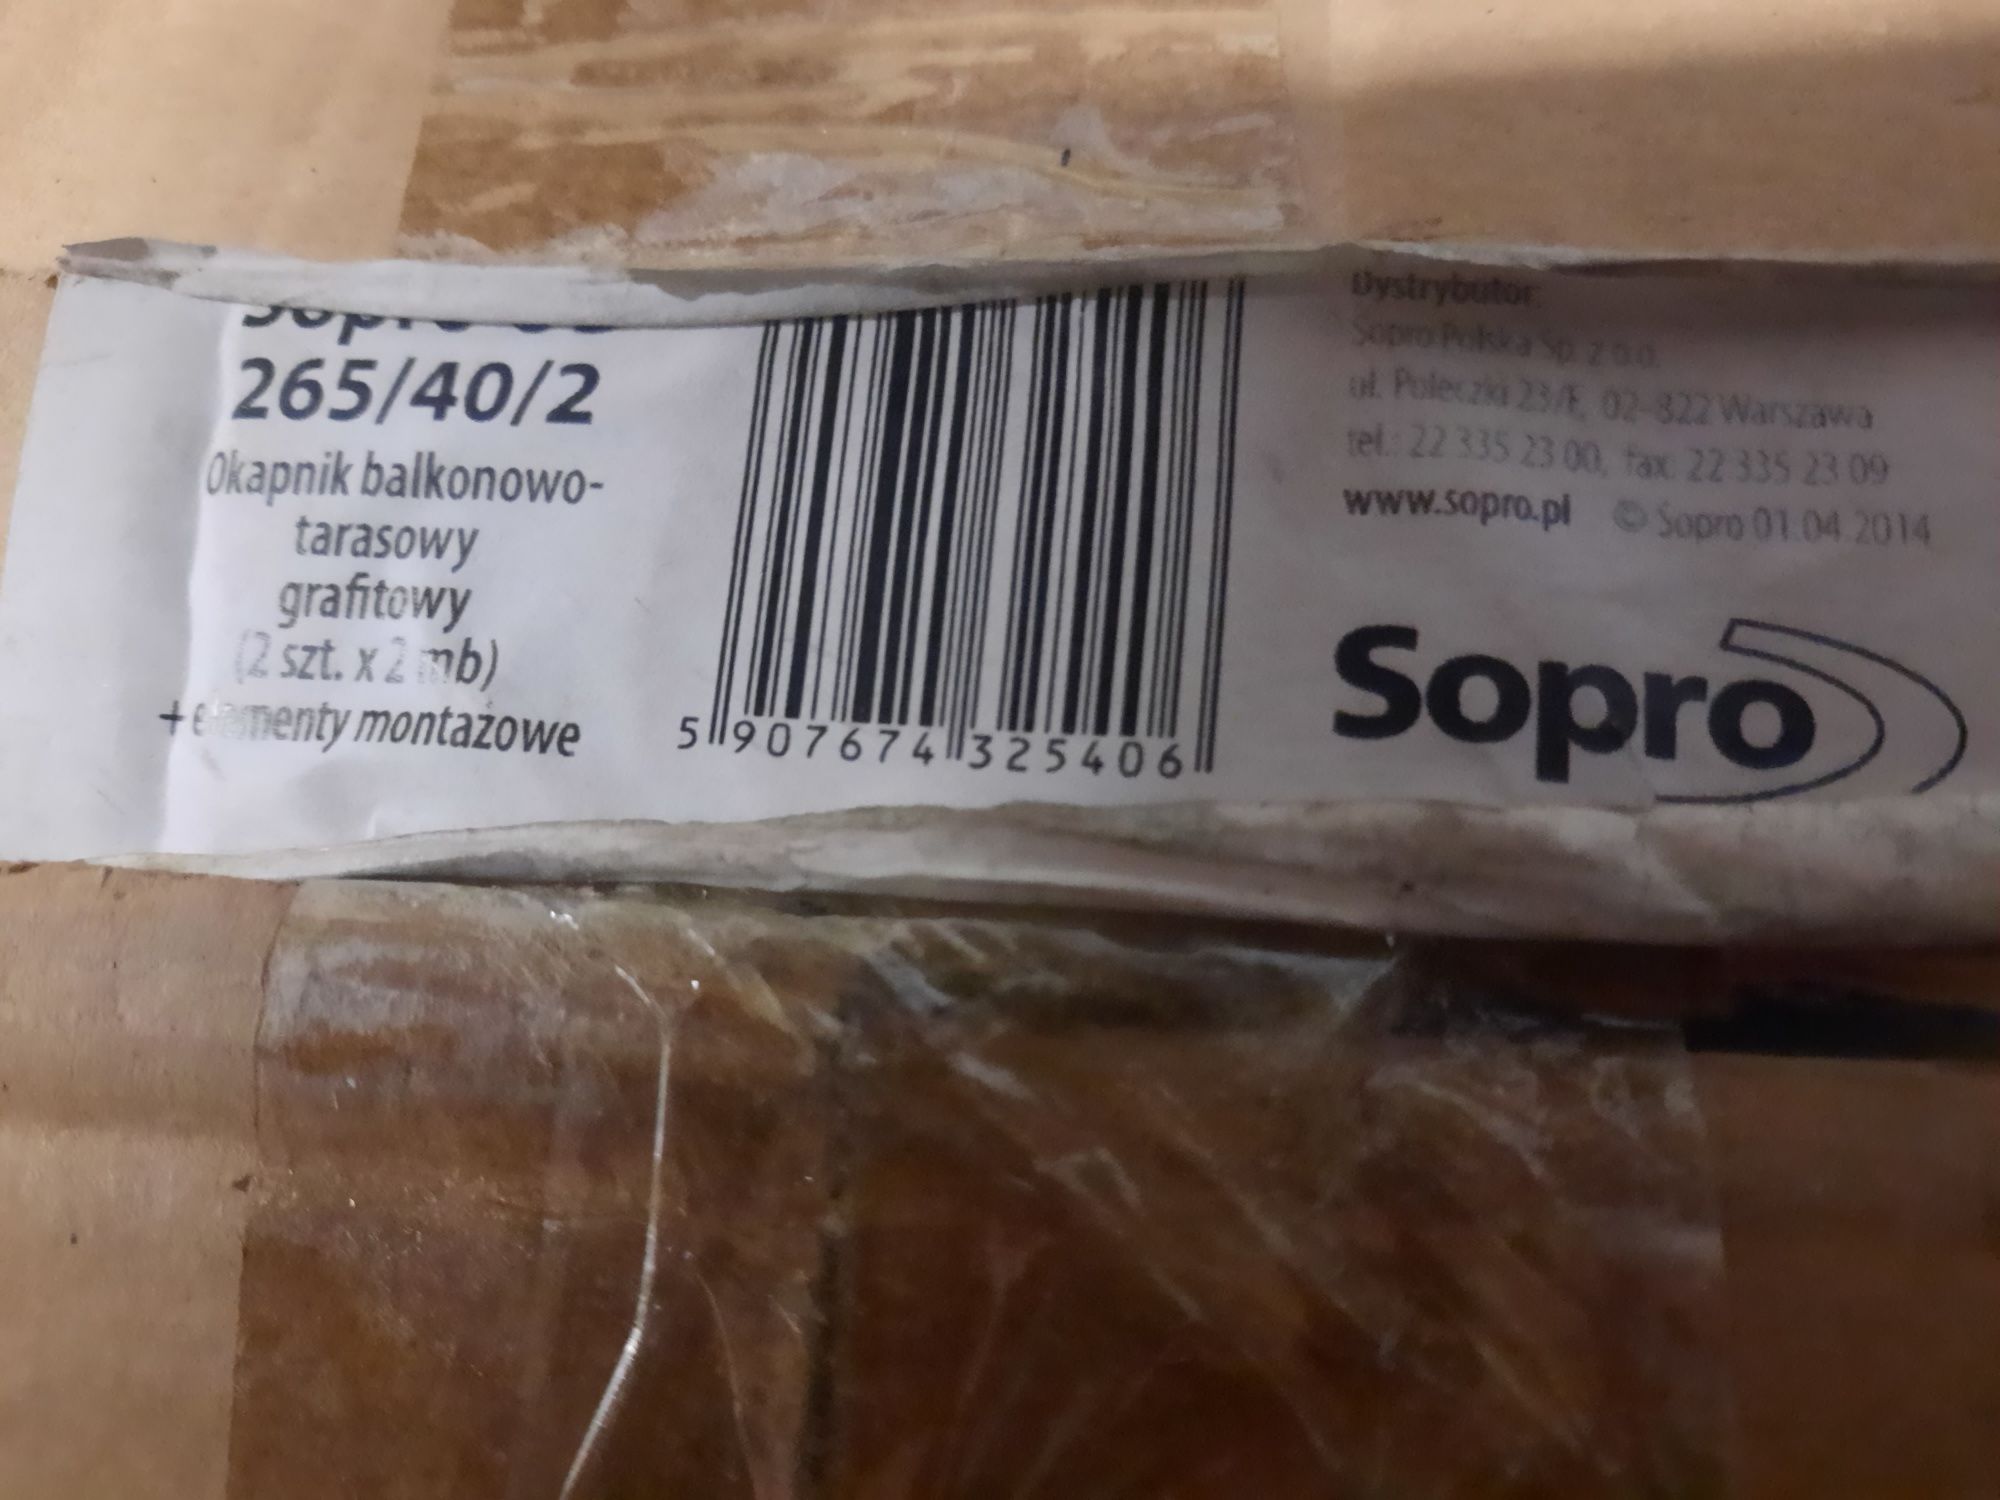 Sopro
265/40/2
Okapnik balkonowo-
tarasowy
grafitowy
(2 szt. x 2 mb)
+ elementy montażowe
5 907674 325406
Dystrybutor:
Sopro Polska Sp. z o.o.
ul. Poleczki 23/F, 02-822 Warszawa
tel.: 22 335 23 00, fax: 22 335 23 09
www.sopro.pl © Sopro 01.04.2014
Sopro